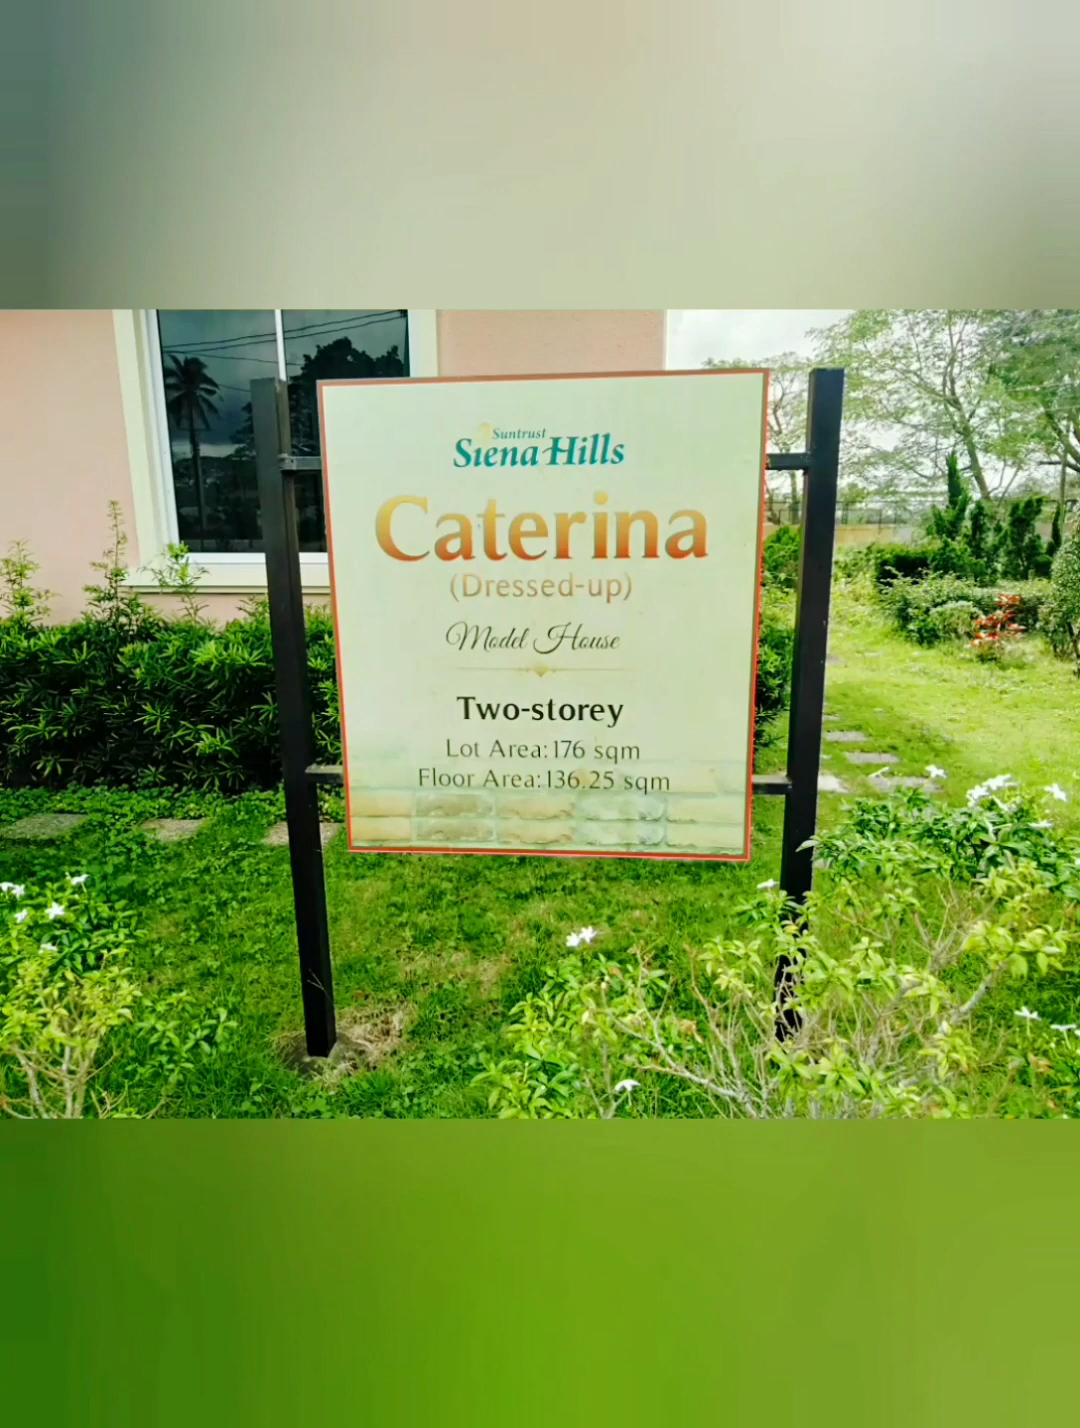 Suntrust
Siena Hills
Caterina
(Dressed-up)
Model House
Two-storey
Lot Area: 176 sqm
Floor Area: 136.25 sqm